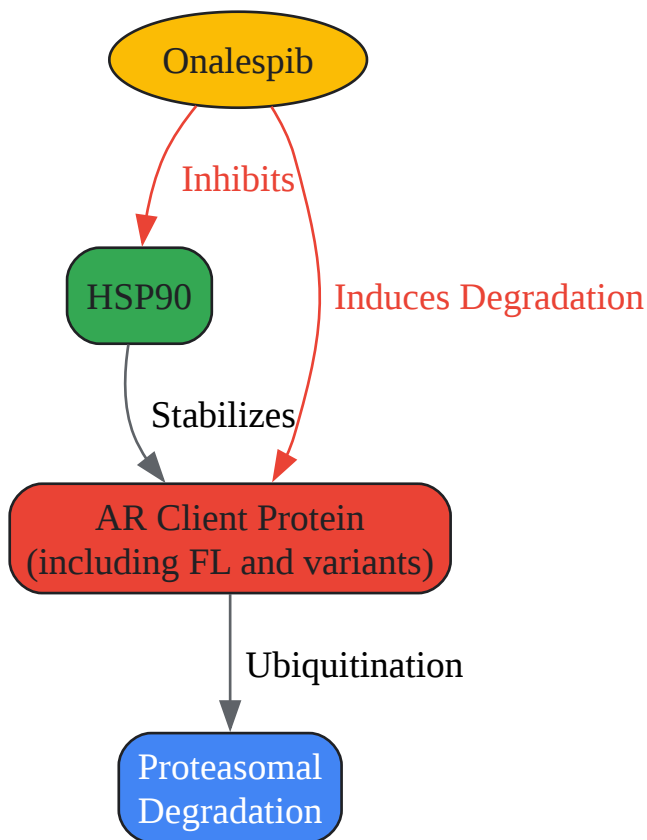 Onalespib
Inhibits
HSP90
Induces Degradation
Stabilizes
AR Client Protein
(including FL and variants)
Ubiquitination
Proteasomal
Degradation